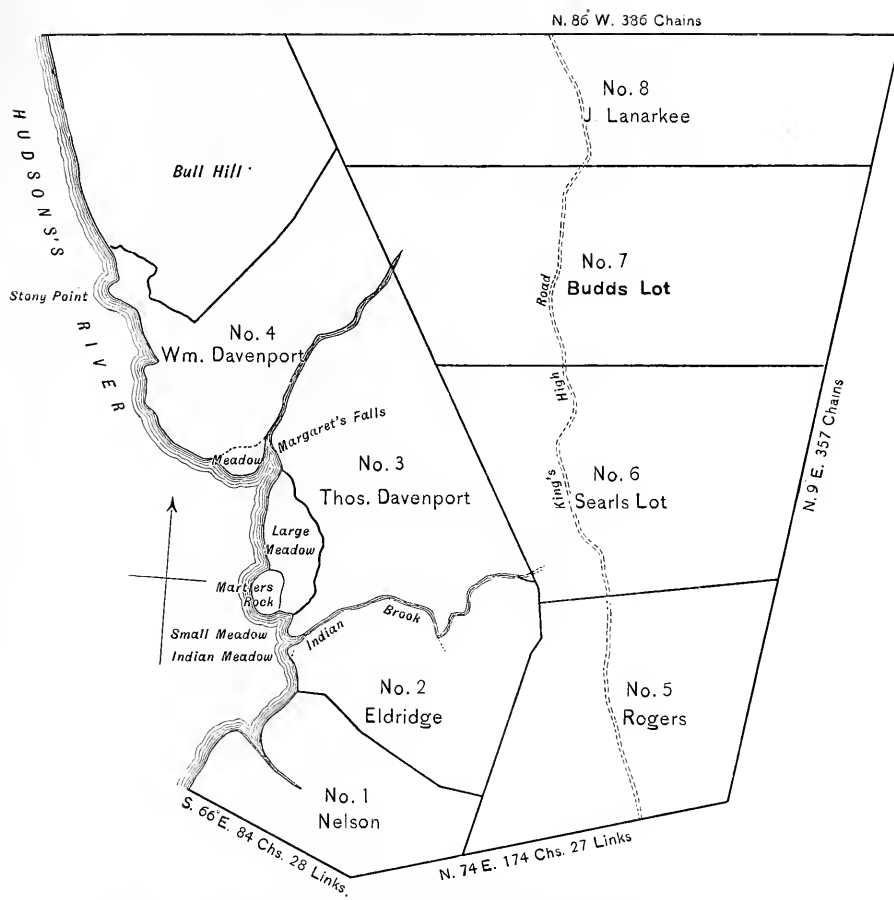 N. 86° W. 386 Chains
No. 8
J. Lanarkee
HUDSONS'S
RIVER
Bull Hill
Stony Point
No. 7
Budds Lot
King's High Road
No. 4
Wm. Davenport
Margaret's Falls
Meadow
No. 3
Thos. Davenport
No. 6
Searls Lot
N. 9° E. 357 Chains
Large
Meadow
Martlers
Rock
Small Meadow
Indian Meadow
Indian Brook
No. 2
Eldridge
No. 5
Rogers
No. 1
Nelson
S. 66° E. 84 Chs. 28 Links.
N. 74 E. 174 Chs. 27 Links